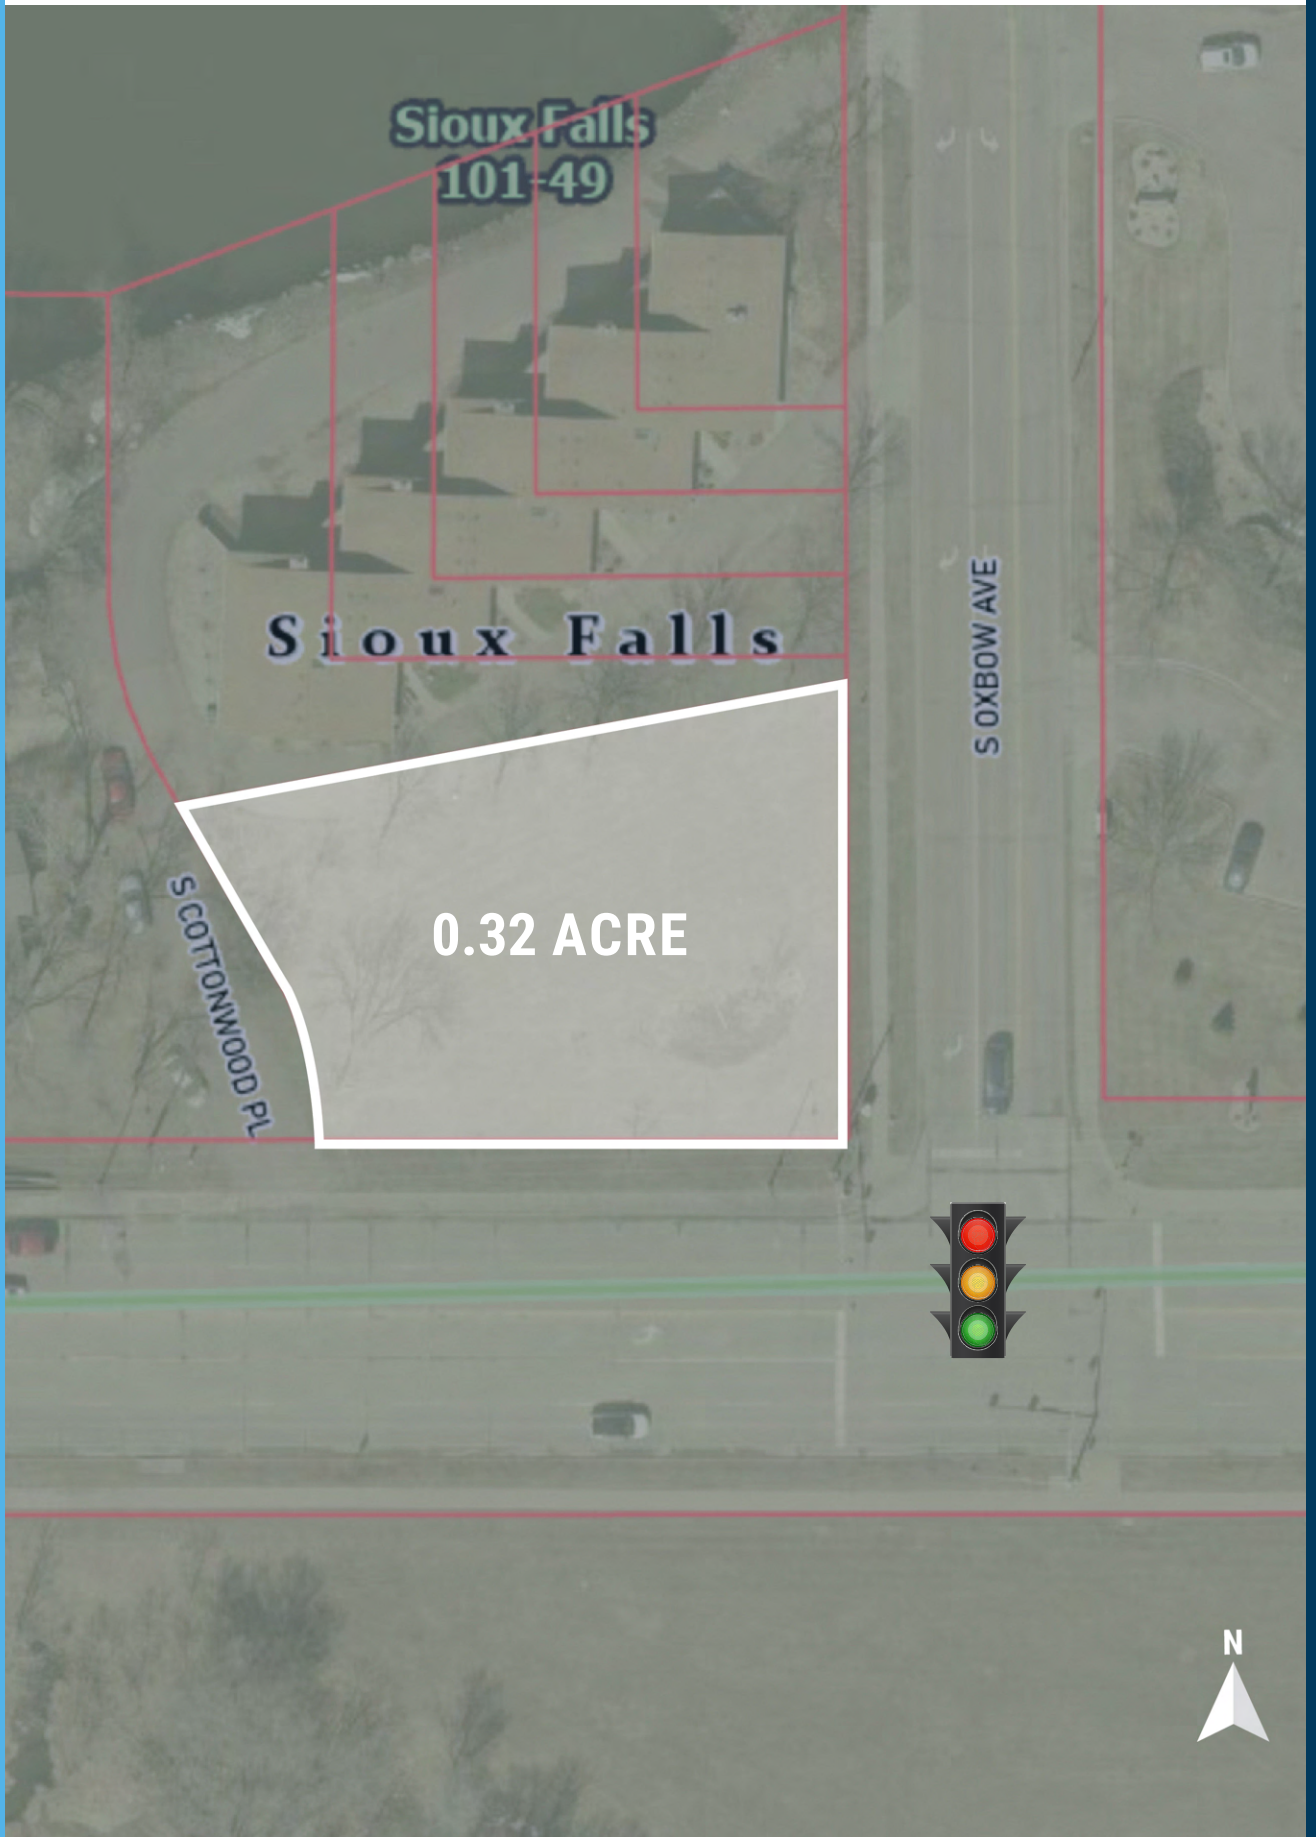 Sioux Falls
101-49
S OXBOW AVE
Sioux Falls
S COTTONWOOD PL
0.32 ACRE
N